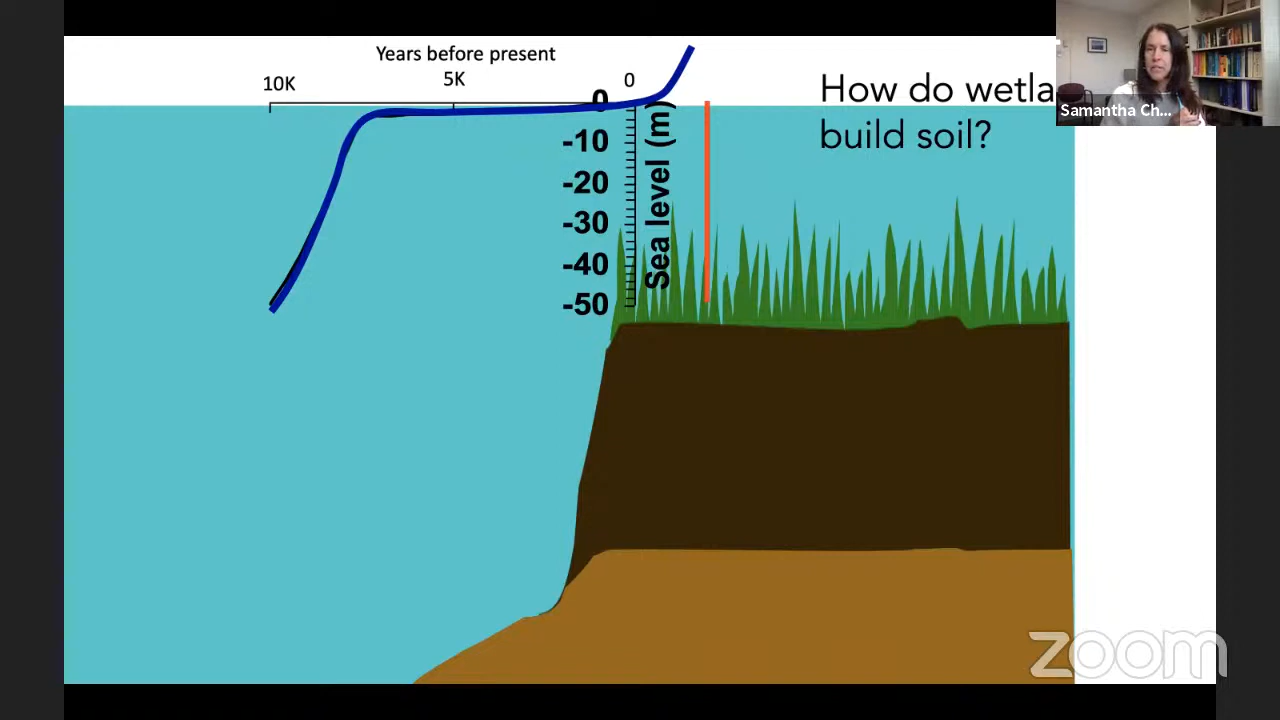 Years before present
10K
5K
0
How do wetla
build soil?
Samantha Ch...
0
-10
-20
-30
-40
-50
Sea level (m)
zoom